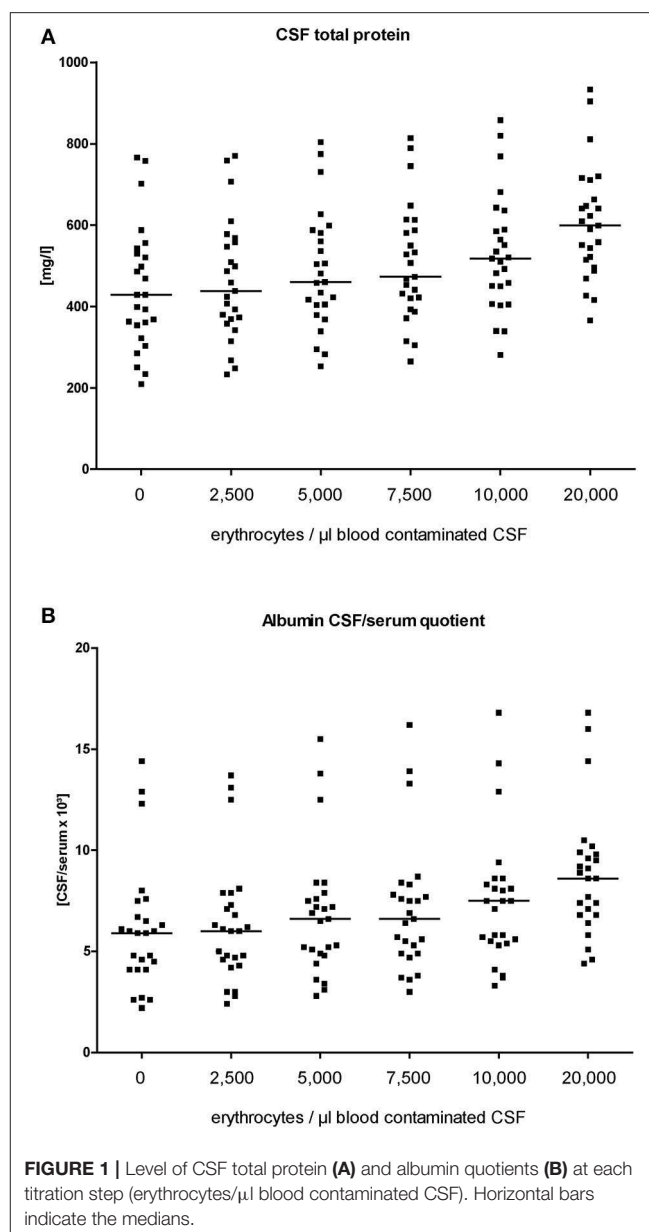 A
CSF total protein
1000
800
600
400
200
0
[mg/l]
0 2,500 5,000 7,500 10,000 20,000
erythrocytes / µl blood contaminated CSF
B
Albumin CSF/serum quotient
20
15
10
5
0
[CSF/serum x 10³]
0 2,500 5,000 7,500 10,000 20,000
erythrocytes / µl blood contaminated CSF
FIGURE 1 | Level of CSF total protein (A) and albumin quotients (B) at each
titration step (erythrocytes/µl blood contaminated CSF). Horizontal bars
indicate the medians.